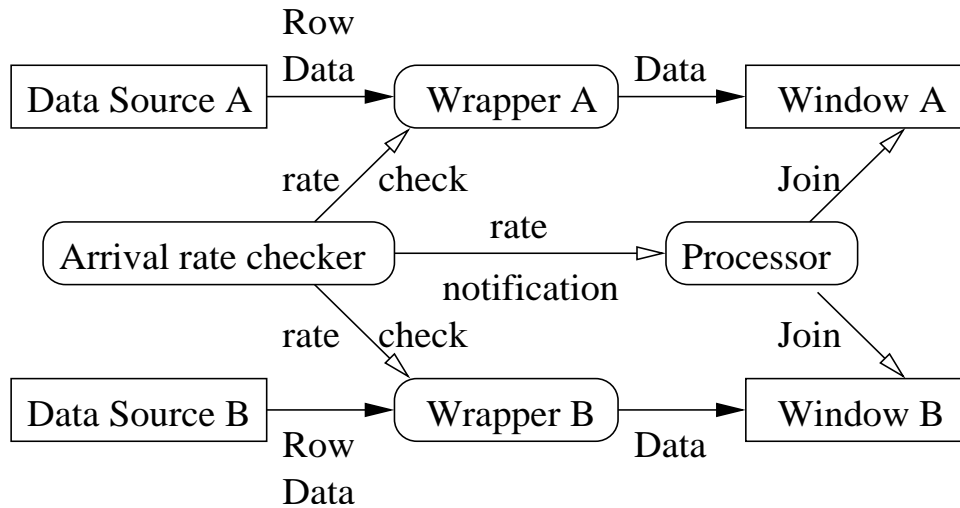 Row
Data
Data
Data Source A
Wrapper A
Window A
rate check
Join
rate
Arrival rate checker
Processor
notification
rate check
Join
Data Source B
Wrapper B
Window B
Row
Data
Data